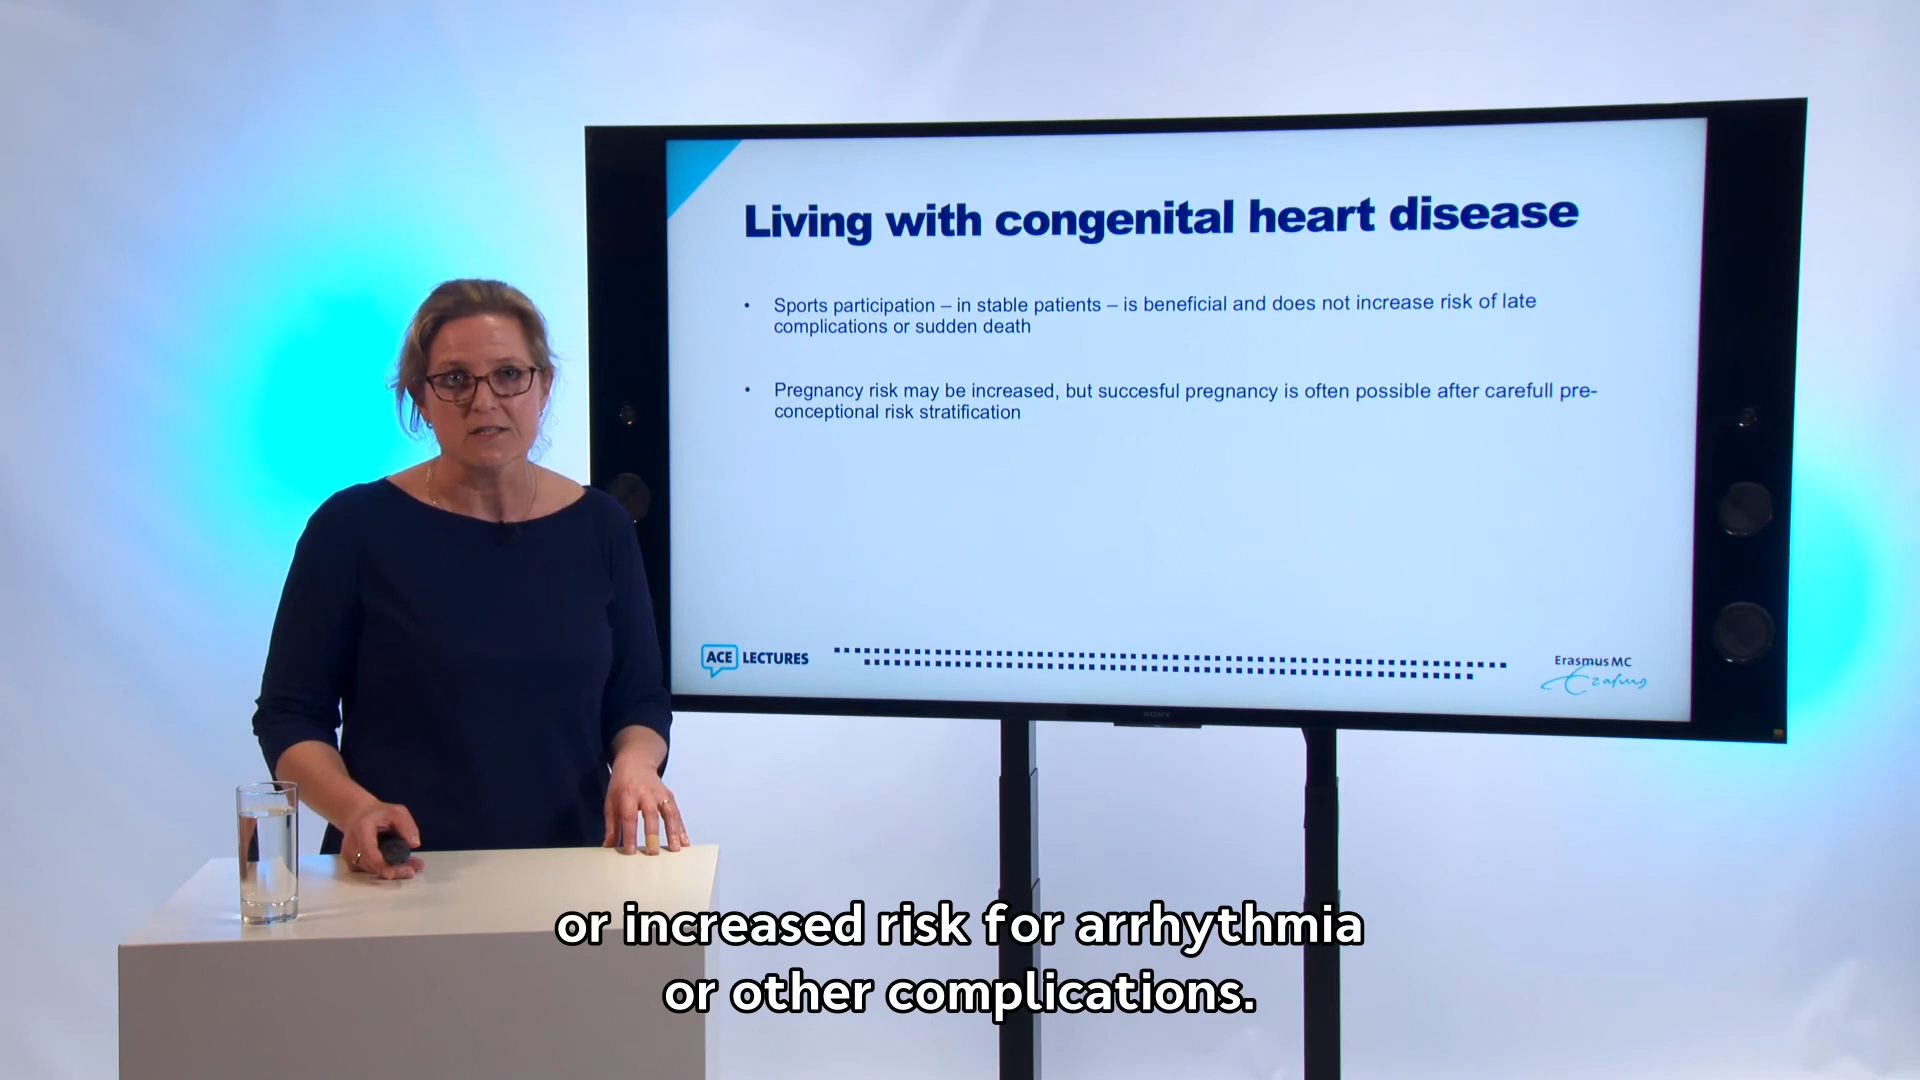 Living with congenital heart disease
• Sports participation – in stable patients – is beneficial and does not increase risk of late
complications or sudden death
• Pregnancy risk may be increased, but succesful pregnancy is often possible after carefull pre-
conceptional risk stratification
ACE LECTURES
Erasmus MC
Erasmus
SONY
or increased risk for arrhythmia
or other complications.